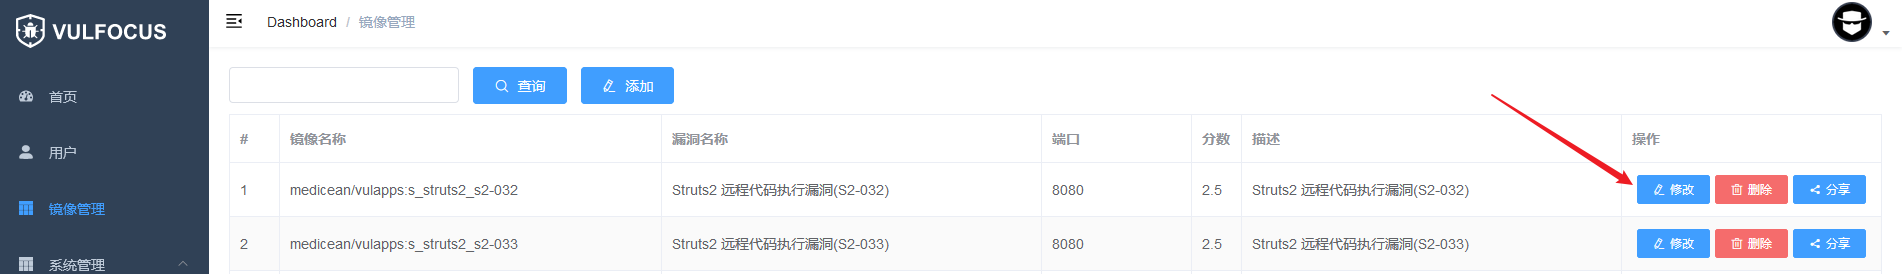 VULFOCUS
Dashboard / 镜像管理
首页
用户
镜像管理
系统管理
查询 添加
# 镜像名称 漏洞名称 端口 分数 描述 操作
1 medicean/vulapps:s_struts2_s2-032 Struts2 远程代码执行漏洞(S2-032) 8080 2.5 Struts2 远程代码执行漏洞(S2-032) 修改 删除 分享
2 medicean/vulapps:s_struts2_s2-033 Struts2 远程代码执行漏洞(S2-033) 8080 2.5 Struts2 远程代码执行漏洞(S2-033) 修改 删除 分享